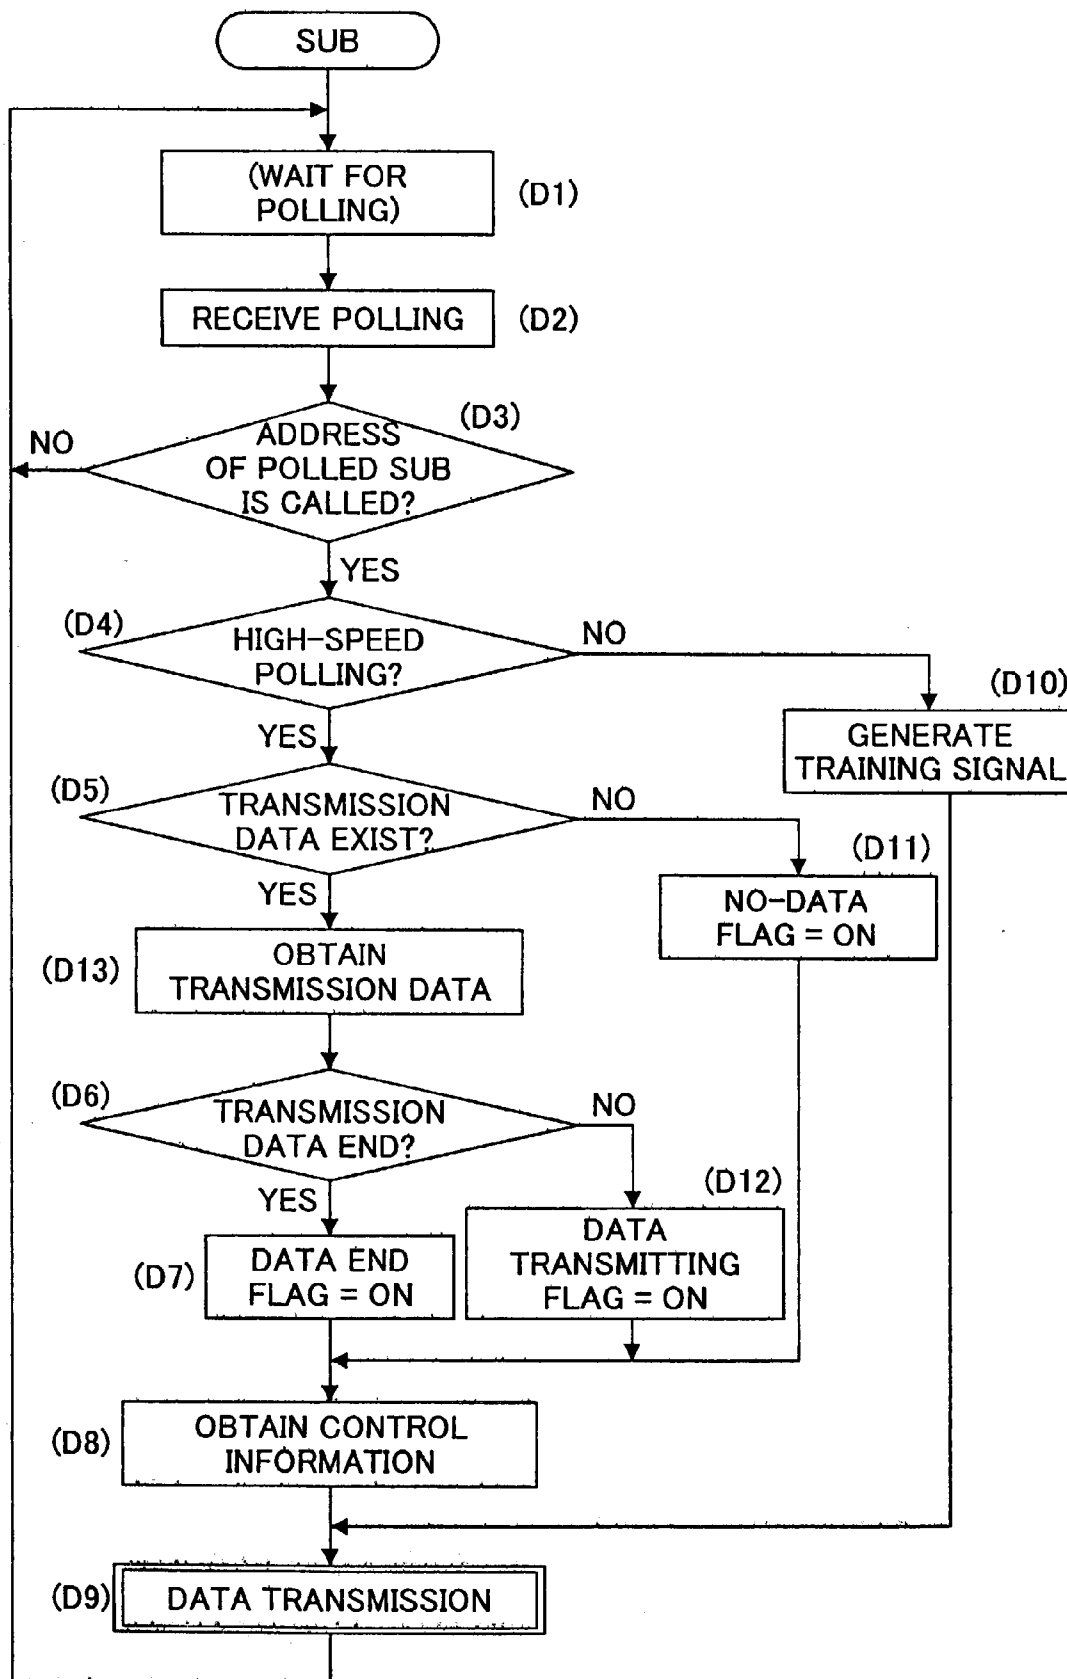 SUB
(WAIT FOR
POLLING)
(D1)
RECEIVE POLLING
(D2)
(D3)
ADDRESS
OF POLLED SUB
IS CALLED?
NO
YES
(D4)
HIGH-SPEED
POLLING?
NO
YES
(D10)
GENERATE
TRAINING SIGNAL
(D5)
TRANSMISSION
DATA EXIST?
NO
YES
(D11)
NO-DATA
FLAG = ON
(D13)
OBTAIN
TRANSMISSION DATA
(D6)
TRANSMISSION
DATA END?
NO
YES
(D12)
DATA
TRANSMITTING
FLAG = ON
(D7)
DATA END
FLAG = ON
(D8)
OBTAIN CONTROL
INFORMATION
(D9)
DATA TRANSMISSION